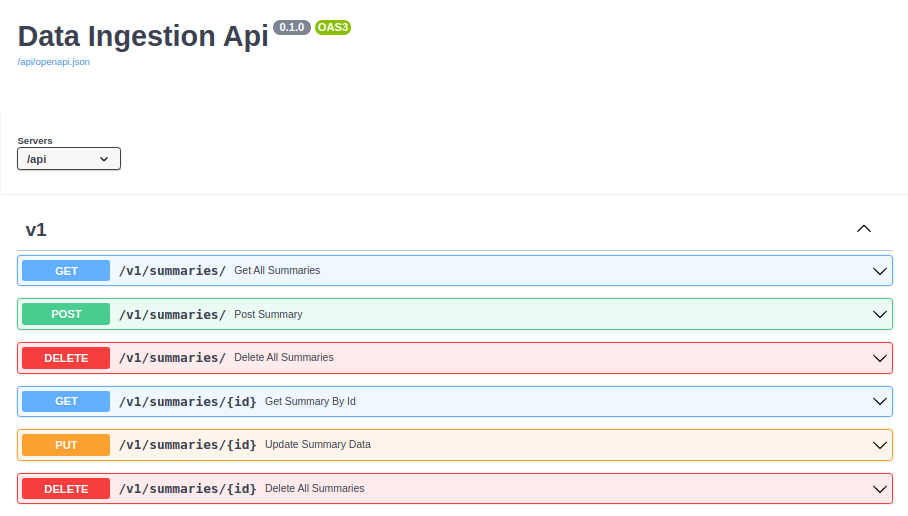 Data Ingestion Api 0.1.0 OAS3
/api/openapi.json
Servers
/api
v1
GET /v1/summaries/ Get All Summaries
POST /v1/summaries/ Post Summary
DELETE /v1/summaries/ Delete All Summaries
GET /v1/summaries/{id} Get Summary By Id
PUT /v1/summaries/{id} Update Summary Data
DELETE /v1/summaries/{id} Delete All Summaries